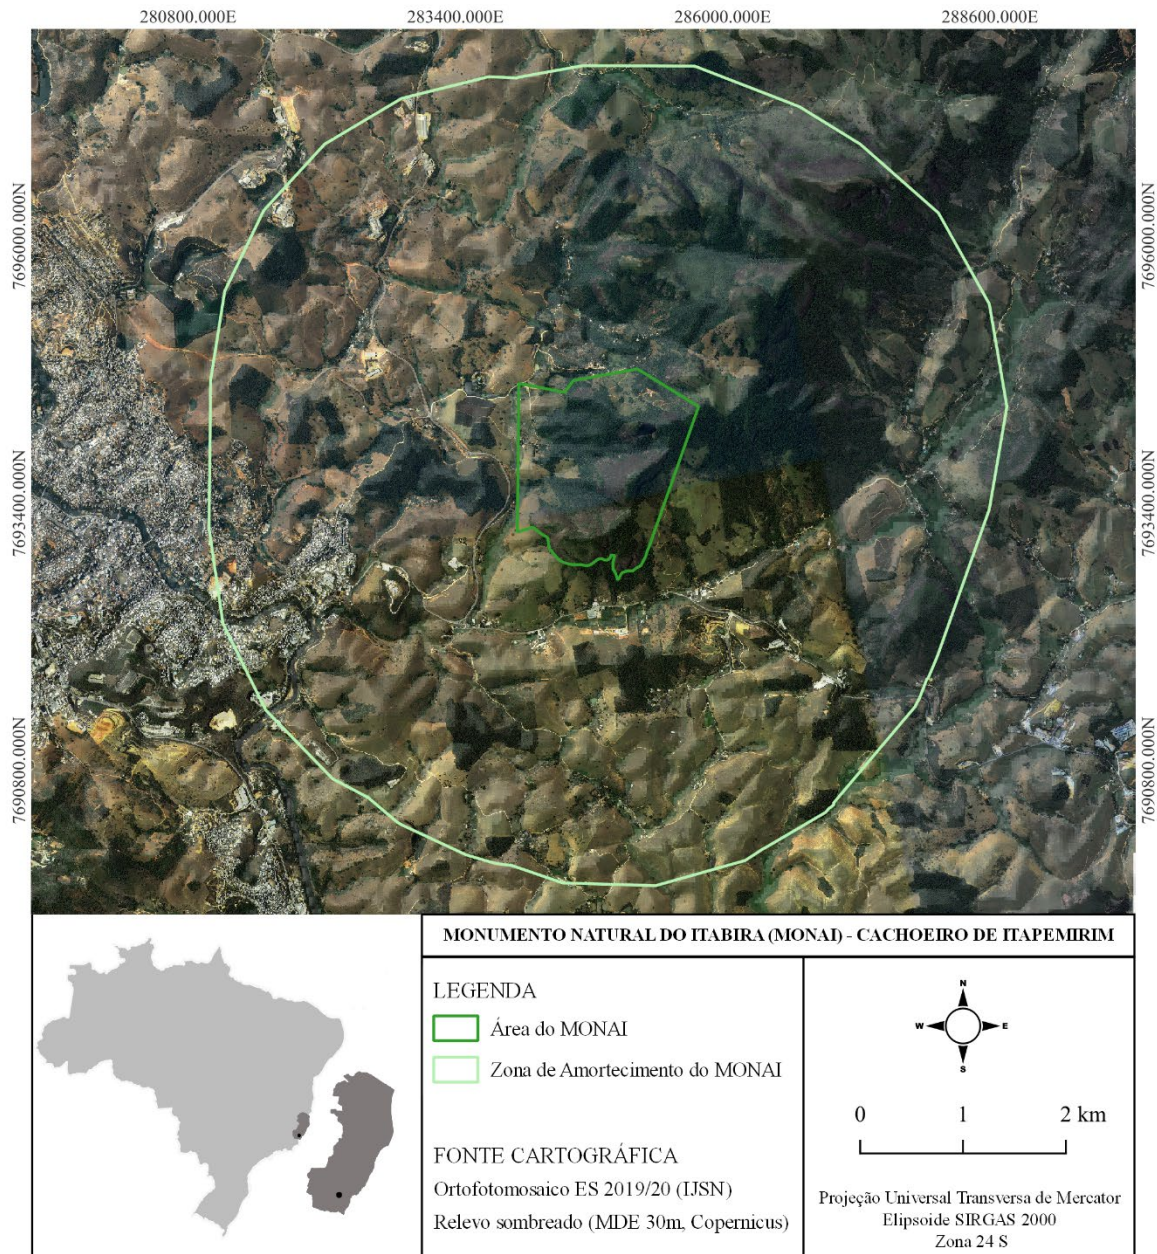 280800.000E 283400.000E 286000.000E 288600.000E
7696000.000N
7696000.000N
7693400.000N
7693400.000N
7690800.000N
7690800.000N
MONUMENTO NATURAL DO ITABIRA (MONAI) - CACHOEIRO DE ITAPEMIRIM
LEGENDA
Área do MONAI
Zona de Amortecimento do MONAI
FONTE CARTOGRÁFICA
Ortofotomosaico ES 2019/20 (IJSN)
Relevo sombreado (MDE 30m, Copernicus)
N
W E
S
0 1 2 km
Projeção Universal Transversa de Mercator
Elipsoide SIRGAS 2000
Zona 24 S